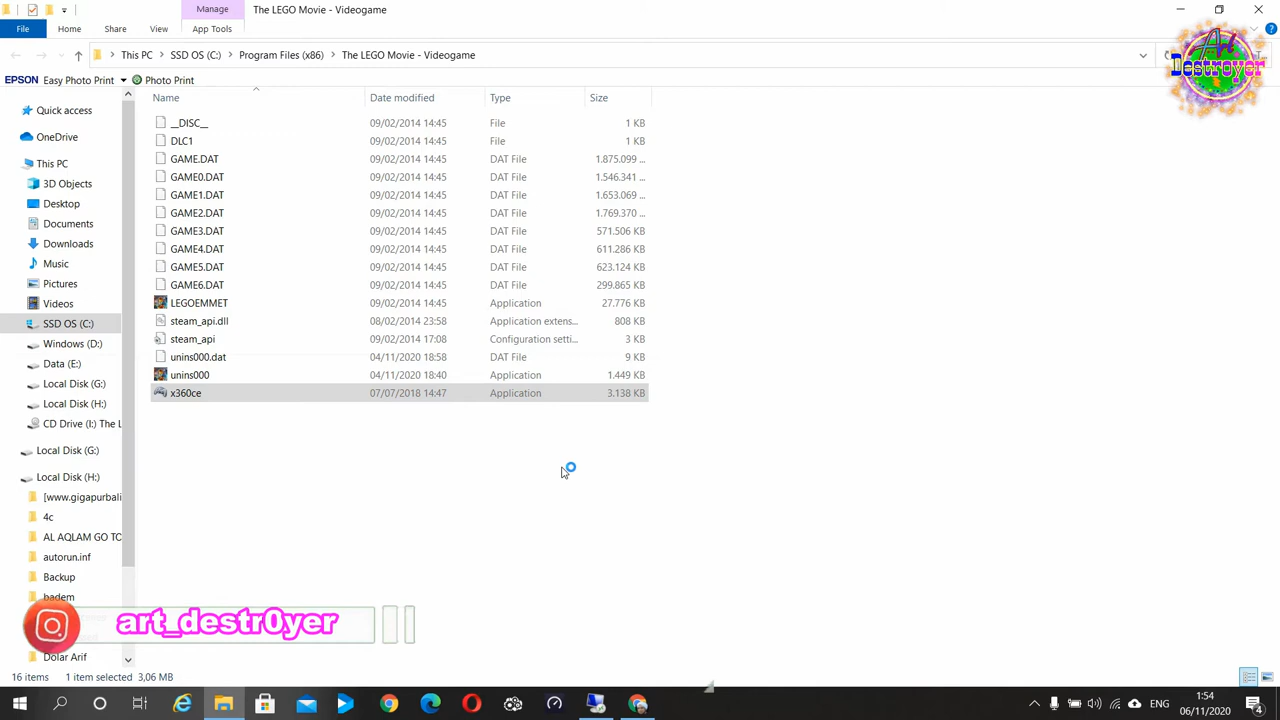 Manage
The LEGO Movie - Videogame
File
Home
Share
View
App Tools
This PC
SSD OS (C:)
Program Files (x86)
The LEGO Movie - Videogame
Art
Destr0yer
EPSON
Easy Photo Print
Photo Print
Name
Date modified
Type
Size
Quick access
OneDrive
This PC
3D Objects
Desktop
Documents
Downloads
Music
Pictures
Videos
SSD OS (C:)
Windows (D:)
Data (E:)
Local Disk (G:)
Local Disk (H:)
CD Drive (I:) The L
Local Disk (G:)
Local Disk (H:)
[www.gigapurbali
4c
AL AQLAM GO TO
autorun.inf
Backup
badem
Dolar Arif
__DISC__ 09/02/2014 14:45 File 1 KB
DLC1 09/02/2014 14:45 File 1 KB
GAME.DAT 09/02/2014 14:45 DAT File 1.875.099 ...
GAME0.DAT 09/02/2014 14:45 DAT File 1.546.341 ...
GAME1.DAT 09/02/2014 14:45 DAT File 1.653.069 ...
GAME2.DAT 09/02/2014 14:45 DAT File 1.769.370 ...
GAME3.DAT 09/02/2014 14:45 DAT File 571.506 KB
GAME4.DAT 09/02/2014 14:45 DAT File 611.286 KB
GAME5.DAT 09/02/2014 14:45 DAT File 623.124 KB
GAME6.DAT 09/02/2014 14:45 DAT File 299.865 KB
LEGOEMMET 09/02/2014 14:45 Application 27.776 KB
steam_api.dll 08/02/2014 23:58 Application extens... 808 KB
steam_api 09/02/2014 17:08 Configuration setti... 3 KB
unins000.dat 04/11/2020 18:58 DAT File 9 KB
unins000 04/11/2020 18:40 Application 1.449 KB
x360ce 07/07/2018 14:47 Application 3.138 KB
art_destr0yer
16 items
1 item selected 3,06 MB
ENG
1:54
06/11/2020
4